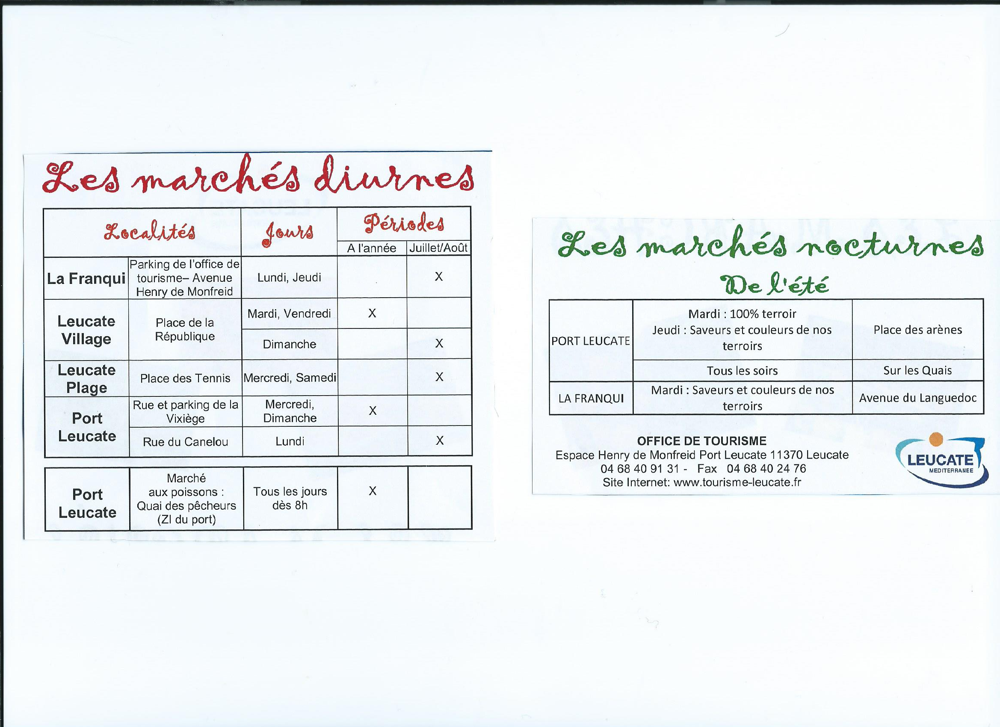 Les marchés diurnes
Localités
Jours
Périodes
A l'année
Juillet/Août
La Franqui
Parking de l'office de
tourisme– Avenue
Henry de Monfreid
Lundi, Jeudi
X
Leucate
Village
Place de la
République
Mardi, Vendredi
X
Dimanche
X
Leucate
Plage
Place des Tennis
Mercredi, Samedi
X
Port
Leucate
Rue et parking de la
Vixiège
Mercredi,
Dimanche
X
Rue du Canelou
Lundi
X
Port
Leucate
Marché
aux poissons :
Quai des pêcheurs
(ZI du port)
Tous les jours
dès 8h
X
Les marchés nocturnes
De l'été
PORT LEUCATE
Mardi : 100% terroir
Jeudi : Saveurs et couleurs de nos
terroirs
Place des arènes
Tous les soirs
Sur les Quais
LA FRANQUI
Mardi : Saveurs et couleurs de nos
terroirs
Avenue du Languedoc
OFFICE DE TOURISME
Espace Henry de Monfreid Port Leucate 11370 Leucate
04 68 40 91 31 - Fax 04 68 40 24 76
Site Internet: www.tourisme-leucate.fr
LEUCATE
MEDITERRANEE